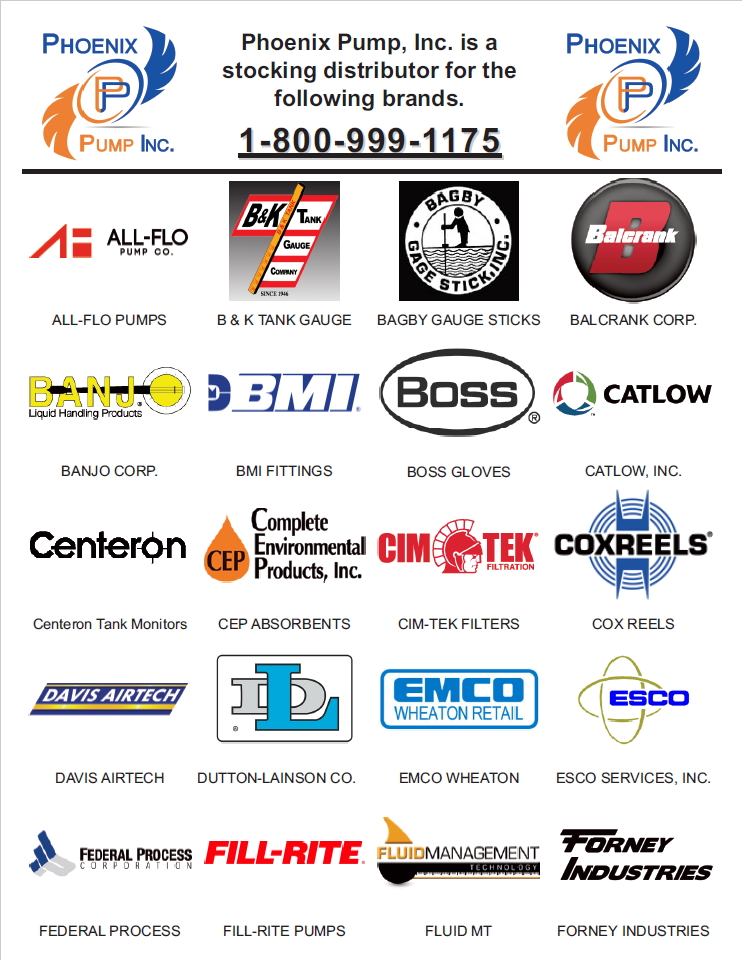 PHOENIX
PUMP INC.
Phoenix Pump, Inc. is a
stocking distributor for the
following brands.
1-800-999-1175
PHOENIX
PUMP INC.
ALL-FLO
PUMP CO.
B&K TANK
B & K TANK
GAUGE
COMPANY
SINCE 1946
BAGBY
GAGE STICK, INC.
Balcrank
ALL-FLO PUMPS
B & K TANK GAUGE
BAGBY GAUGE STICKS
BALCRANK CORP.
BANJO®
Liquid Handling Products
BMI®
BOSS®
CATLOW
BANJO CORP.
BMI FITTINGS
BOSS GLOVES
CATLOW, INC.
Centeron
CEP
Complete
Environmental
Products, Inc.
CIM TEK®
FILTRATION
COXREELS®
Centeron Tank Monitors
CEP ABSORBENTS
CIM-TEK FILTERS
COX REELS
DAVIS AIRTECH
DL®
EMCO
WHEATON RETAIL
ESCO
DAVIS AIRTECH
DUTTON-LAINSON CO.
EMCO WHEATON
ESCO SERVICES, INC.
FEDERAL PROCESS
CORPORATION
FILL-RITE®
FLUIDMANAGEMENT
TECHNOLOGY
FORNEY
INDUSTRIES
FEDERAL PROCESS
FILL-RITE PUMPS
FLUID MT
FORNEY INDUSTRIES